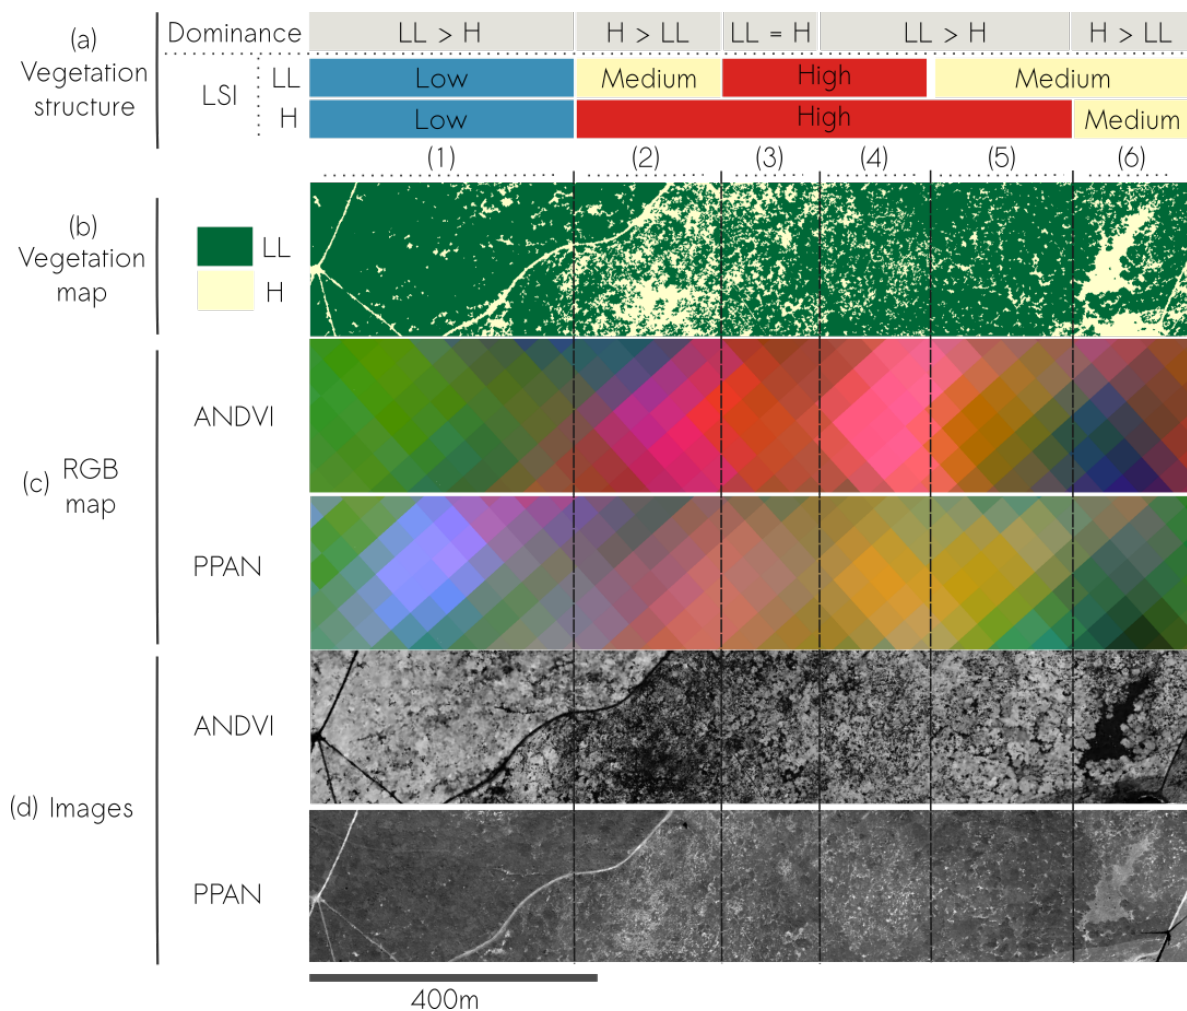 (a)
Vegetation
structure
Dominance
LL > H
H > LL
LL = H
LL > H
H > LL
LSI
LL
Low
Medium
High
Medium
H
Low
High
Medium
(1)
(2)
(3)
(4)
(5)
(6)
(b)
Vegetation
map
LL
H
(c) RGB
map
ANDVI
PPAN
(d) Images
ANDVI
PPAN
400m